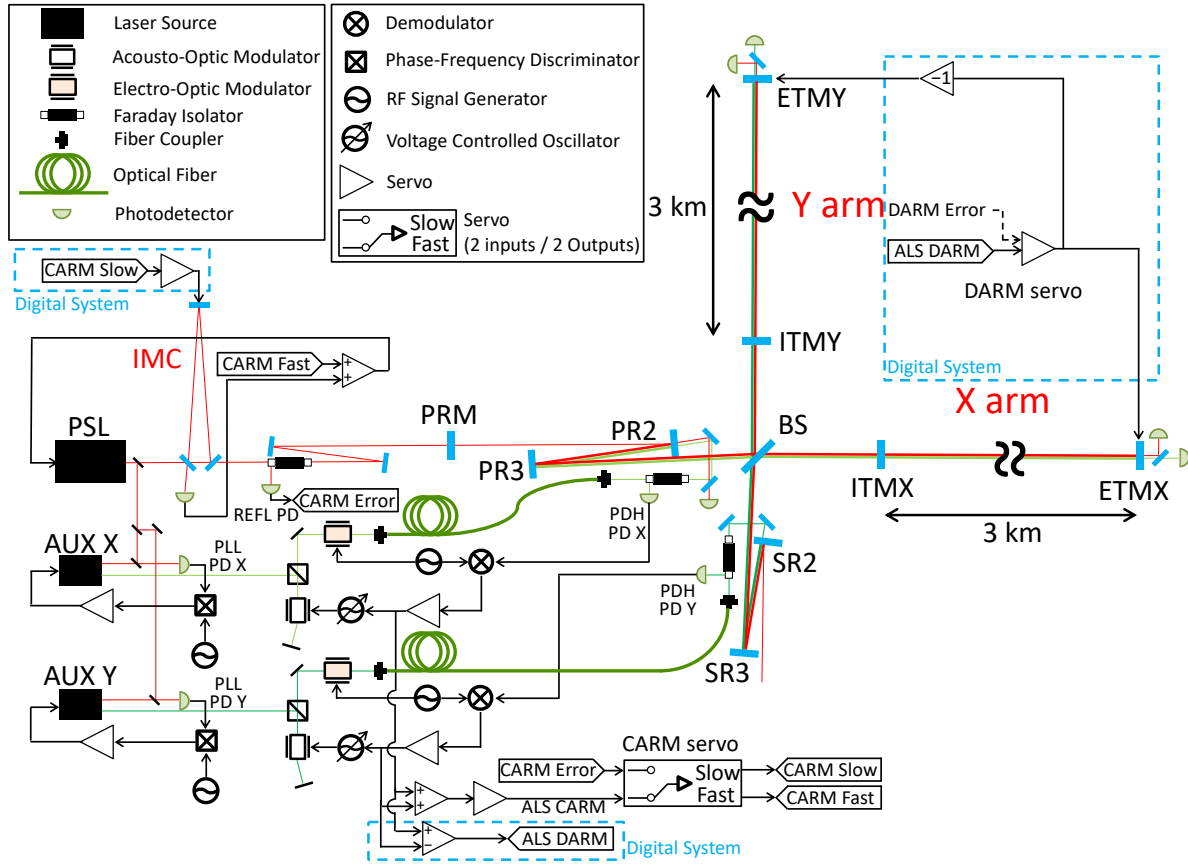 Laser Source
Acousto-Optic Modulator
Electro-Optic Modulator
Faraday Isolator
Fiber Coupler
Optical Fiber
Photodetector
Demodulator
Phase-Frequency Discriminator
RF Signal Generator
Voltage Controlled Oscillator
Servo
Slow
Fast
Servo
(2 inputs / 2 Outputs)
ETMY
−1
3 km
Y arm
DARM Error
ALS DARM
DARM servo
Digital System
CARM Slow
Digital System
IMC
CARM Fast
+
+
ITMY
X arm
PSL
PRM
PR2
PR3
BS
ITMX
ETMX
3 km
CARM Error
REFL PD
PDH
PD X
AUX X
PLL
PD X
SR2
PDH
PD Y
SR3
AUX Y
PLL
PD Y
CARM servo
CARM Error
Slow
Fast
CARM Slow
CARM Fast
+
+
ALS CARM
+
−
ALS DARM
Digital System